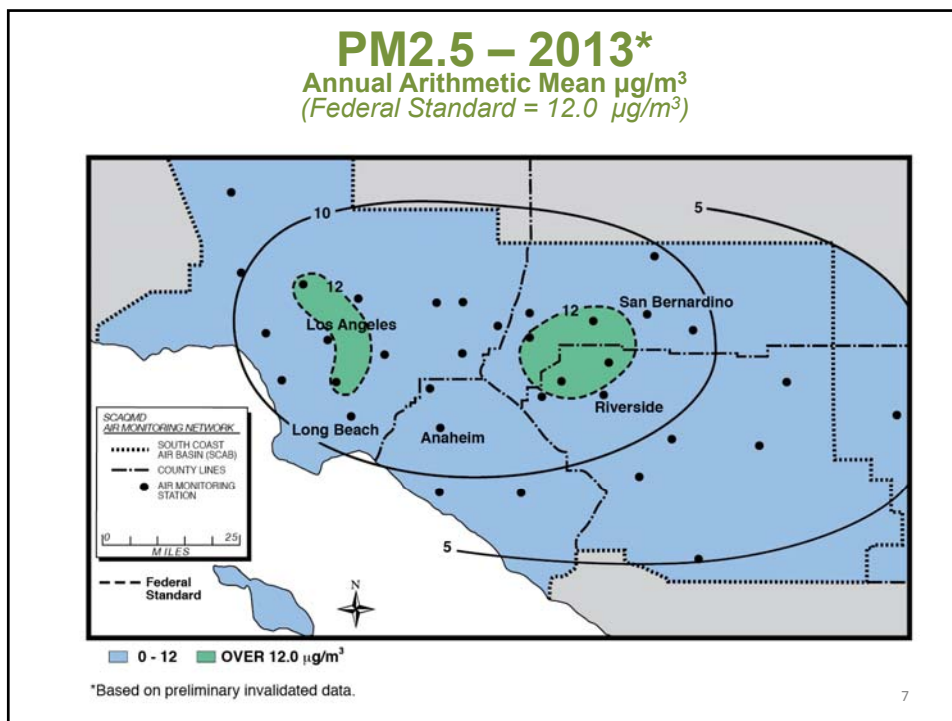 PM2.5 – 2013*
Annual Arithmetic Mean µg/m³
(Federal Standard = 12.0 µg/m³)
10
5
12
Los Angeles
12
San Bernardino
Riverside
Long Beach
Anaheim
5
SCAQMD
AIR MONITORING NETWORK
SOUTH COAST
AIR BASIN (SCAB)
COUNTY LINES
AIR MONITORING
STATION
0 25
MILES
Federal
Standard
N
0 - 12 OVER 12.0 µg/m³
*Based on preliminary invalidated data.
7